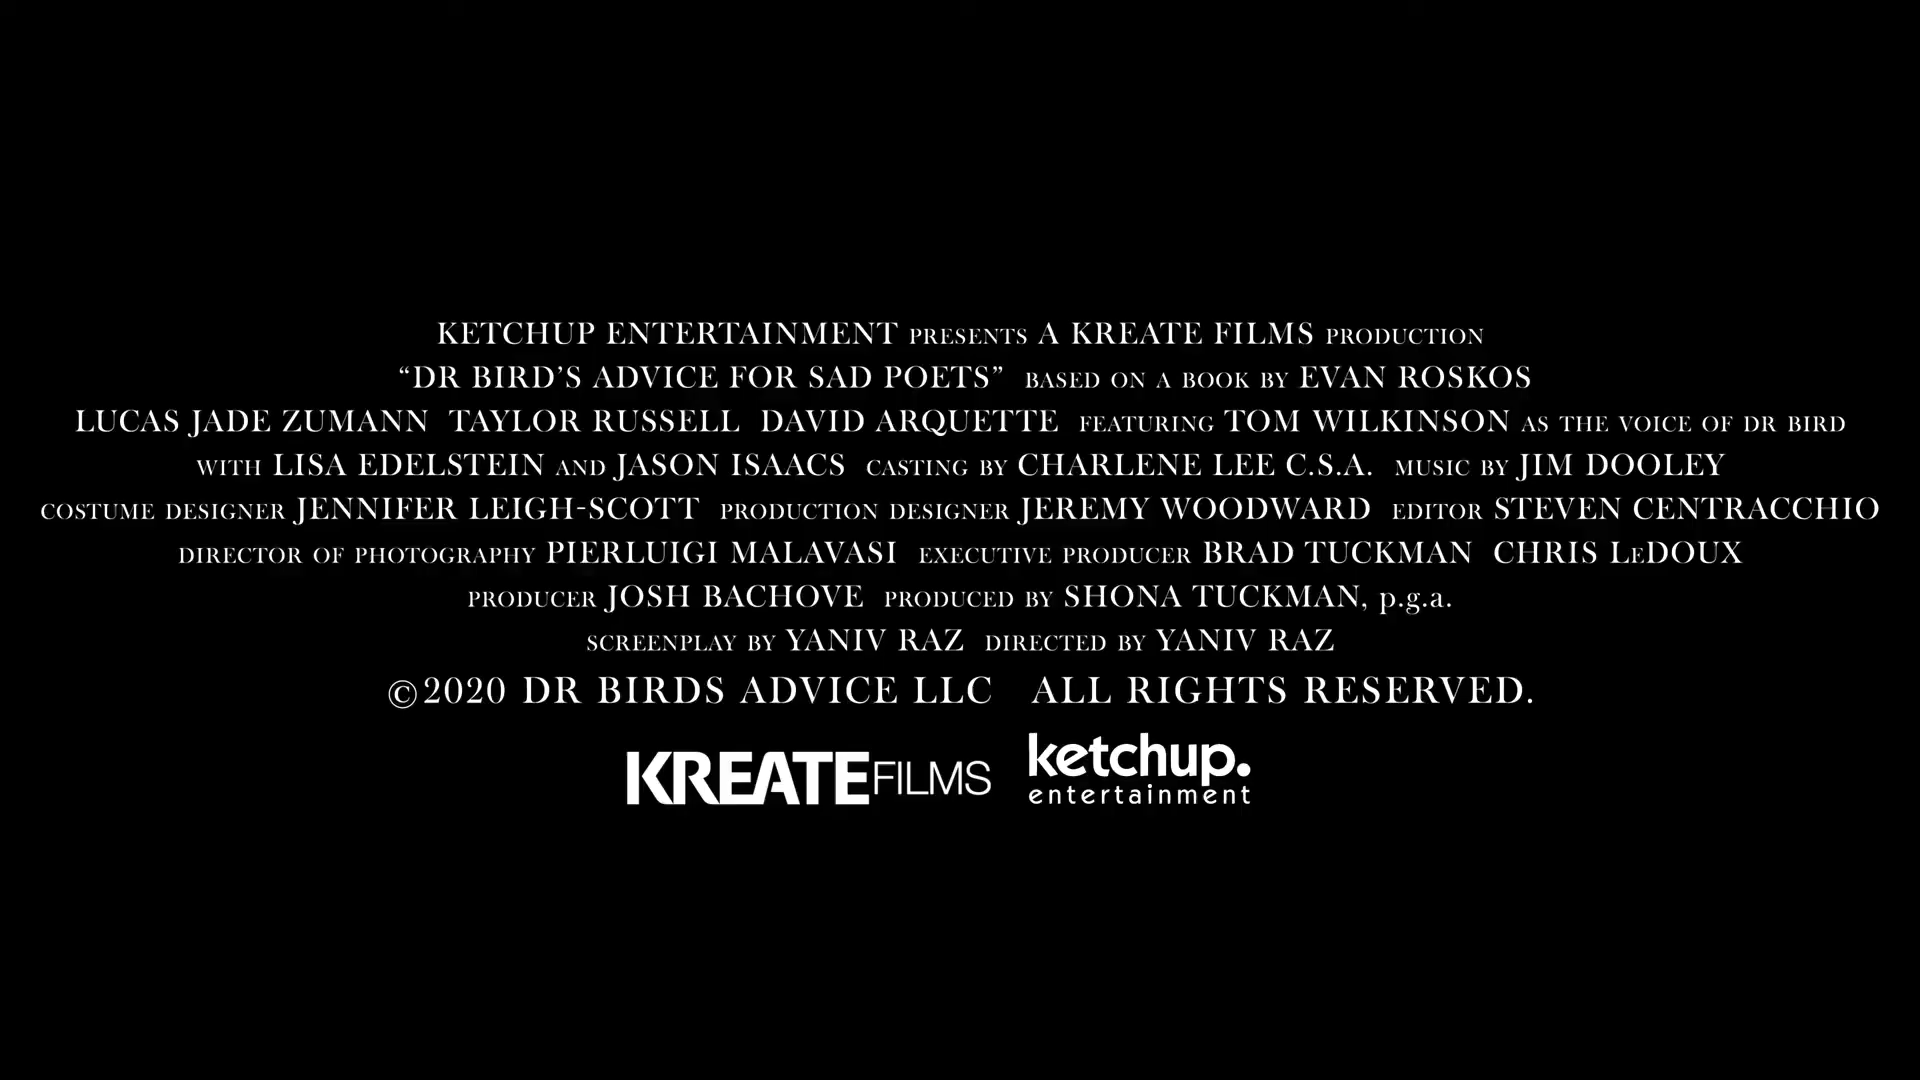 KETCHUP ENTERTAINMENT PRESENTS A KREATE FILMS PRODUCTION
“DR BIRD’S ADVICE FOR SAD POETS” BASED ON A BOOK BY EVAN ROSKOS
LUCAS JADE ZUMANN TAYLOR RUSSELL DAVID ARQUETTE FEATURING TOM WILKINSON AS THE VOICE OF DR BIRD
WITH LISA EDELSTEIN AND JASON ISAACS CASTING BY CHARLENE LEE C.S.A. MUSIC BY JIM DOOLEY
COSTUME DESIGNER JENNIFER LEIGH-SCOTT PRODUCTION DESIGNER JEREMY WOODWARD EDITOR STEVEN CENTRACCHIO
DIRECTOR OF PHOTOGRAPHY PIERLUIGI MALAVASI EXECUTIVE PRODUCER BRAD TUCKMAN CHRIS LeDOUX
PRODUCER JOSH BACHOVE PRODUCED BY SHONA TUCKMAN, p.g.a.
SCREENPLAY BY YANIV RAZ DIRECTED BY YANIV RAZ
©2020 DR BIRDS ADVICE LLC ALL RIGHTS RESERVED.
KREATE FILMS
ketchup.
entertainment